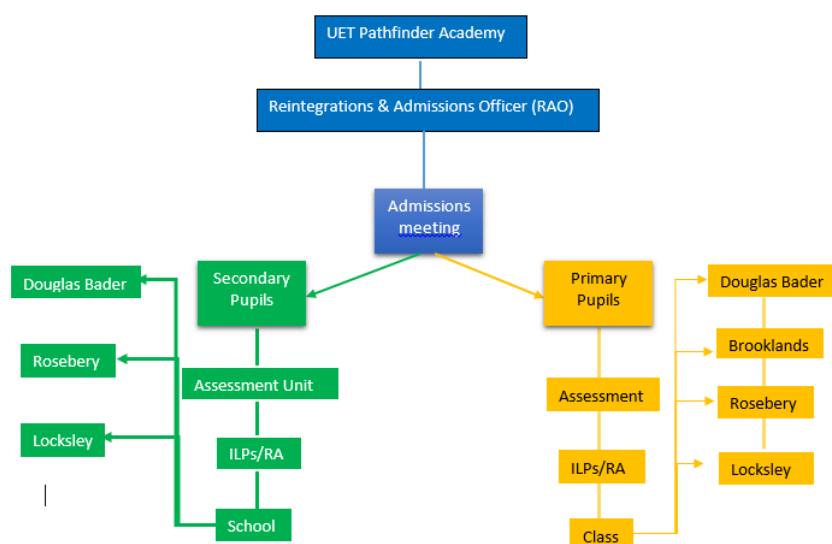 UET Pathfinder Academy
Reintegrations & Admissions Officer (RAO)
Admissions
meeting
Secondary
Pupils
Primary
Pupils
Douglas Bader
Rosebery
Locksley
Assessment Unit
ILPs/RA
School
Assessment
ILPs/RA
Class
Douglas Bader
Brooklands
Rosebery
Locksley